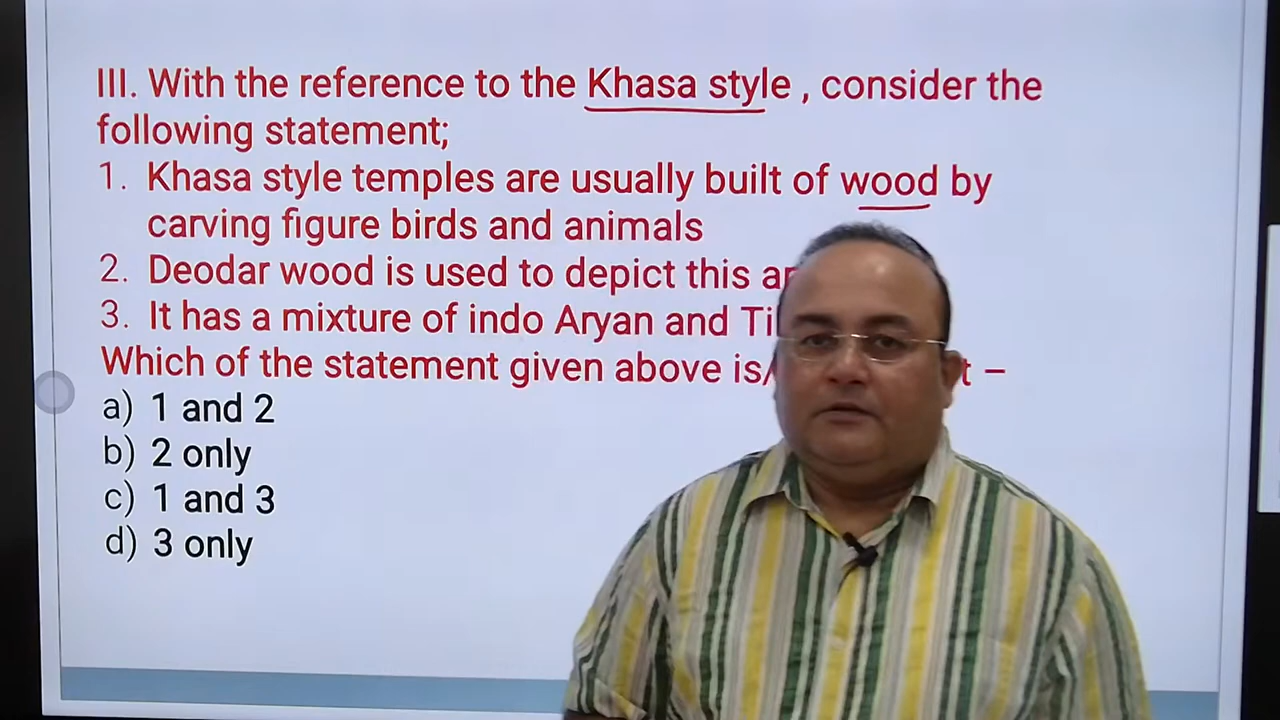 III. With the reference to the Khasa style , consider the
following statement;
1. Khasa style temples are usually built of wood by
carving figure birds and animals
2. Deodar wood is used to depict this
3. It has a mixture of indo Aryan and
Which of the statement given above is/ –
a) 1 and 2
b) 2 only
c) 1 and 3
d) 3 only